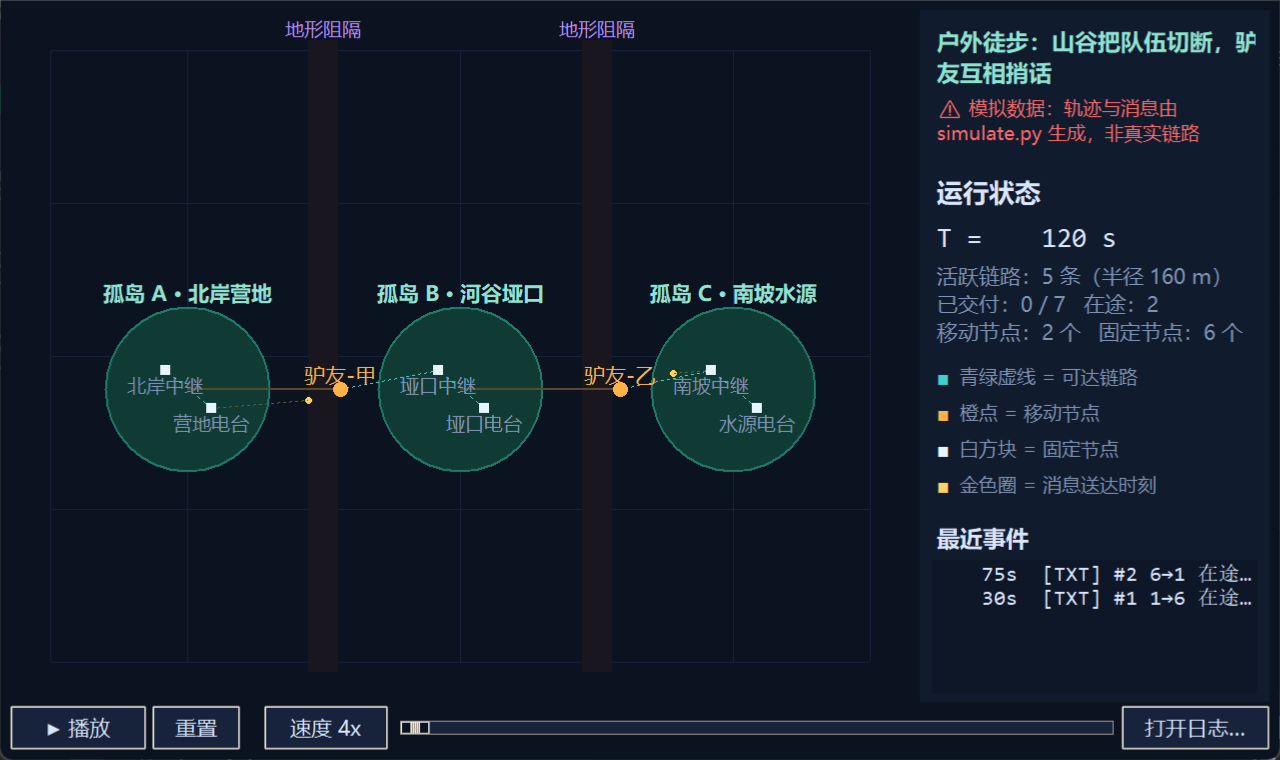 地形阻隔
地形阻隔
孤岛 A • 北岸营地
孤岛 B • 河谷垭口
孤岛 C • 南坡水源
驴友-甲
驴友-乙
北岸中继
垭口中继
南坡中继
营地电台
垭口电台
水源电台
户外徒步：山谷把队伍切断，驴
友互相捎话
⚠ 模拟数据：轨迹与消息由
simulate.py 生成，非真实链路
运行状态
T = 120 s
活跃链路：5 条（半径 160 m）
已交付：0 / 7 在途：2
移动节点：2 个 固定节点：6 个
青绿虚线 = 可达链路
橙点 = 移动节点
白方块 = 固定节点
金色圈 = 消息送达时刻
最近事件
75s [TXT] #2 6→1 在途…
30s [TXT] #1 1→6 在途…
▶ 播放
重置
速度 4x
打开日志…